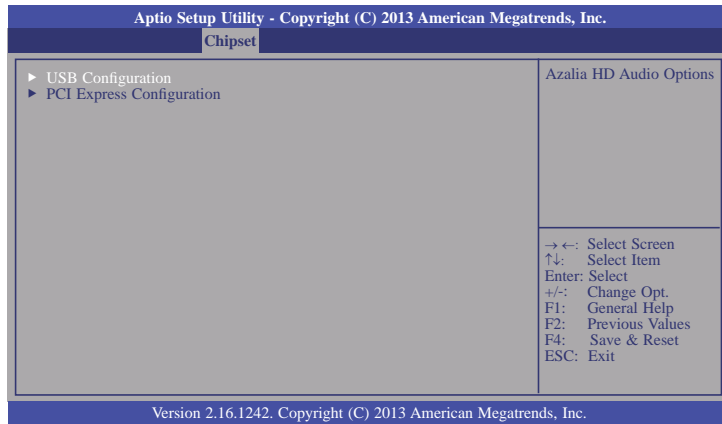 Aptio Setup Utility - Copyright (C) 2013 American Megatrends, Inc.
Chipset
► USB Configuration
► PCI Express Configuration
Azalia HD Audio Options
→ ←: Select Screen
↑↓: Select Item
Enter: Select
+/-: Change Opt.
F1: General Help
F2: Previous Values
F4: Save & Reset
ESC: Exit
Version 2.16.1242. Copyright (C) 2013 American Megatrends, Inc.